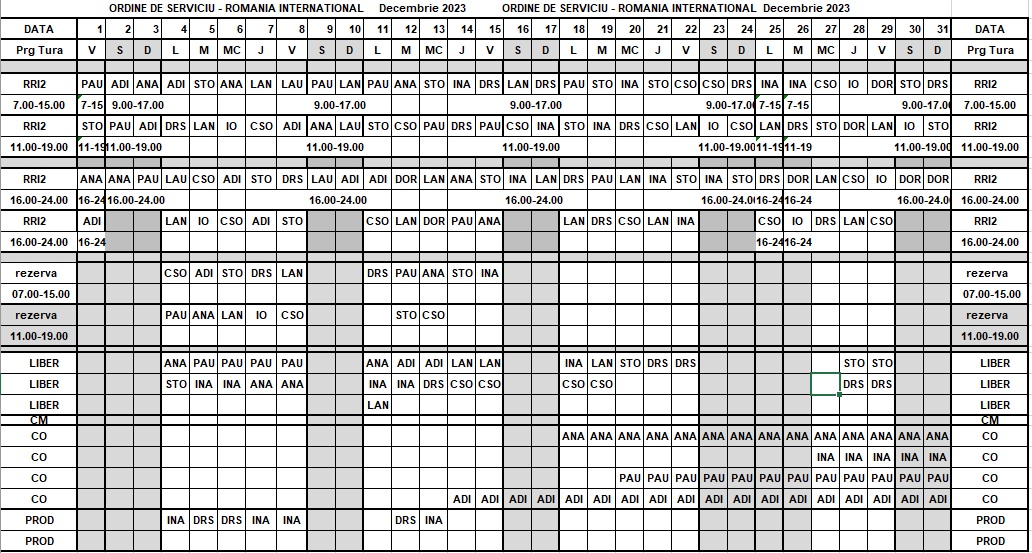 ORDINE DE SERVICIU - ROMANIA INTERNATIONAL Decembrie 2023 ORDINE DE SERVICIU - ROMANIA INTERNATIONAL Decembrie 2023
DATA 1 2 3 4 5 6 7 8 9 10 11 12 13 14 15 16 17 18 19 20 21 22 23 24 25 26 27 28 29 30 31 DATA
Prg Tura V S D L M MC J V S D L M MC J V S D L M MC J V S D L M MC J V S D Prg Tura
RRI2 PAU ADI ANA ADI STO ANA LAN LAU PAU LAN PAU ANA STO INA DRS LAN DRS PAU STO INA STO CSO CSO DRS INA INA CSO IO DOR STO DRS RRI2
7.00-15.00 7-15 9.00-17.00 9.00-17.00 9.00-17.00 9.00-17.00 7-15 7-15 9.00-17.00 7.00-15.00
RRI2 STO PAU ADI DRS LAN IO CSO ADI ANA LAU STO CSO PAU DRS PAU CSO INA STO INA DRS CSO LAN IO CSO LAN DRS STO DOR LAN IO STO RRI2
11.00-19.00 11-19 11.00-19.00 11.00-19.00 11.00-19.00 11.00-19.00 11-19 11-19 11.00-19.00 11.00-19.00
RRI2 ANA ANA PAU LAU CSO ADI STO DRS LAU ADI ADI DOR LAN ANA STO INA LAN DRS PAU LAN INA STO INA STO DRS DOR LAN CSO IO DOR DOR RRI2
16.00-24.00 16-24 16.00-24.00 16.00-24.00 16.00-24.00 16.00-24.00 16-24 16-24 16.00-24.00 16.00-24.00
RRI2 ADI LAN IO CSO ADI STO CSO LAN DOR PAU ANA LAN DRS CSO LAN INA CSO IO DRS LAN CSO RRI2
16.00-24.00 16-24 16-24 16-24 16.00-24.00
rezerva CSO ADI STO DRS LAN DRS PAU ANA STO INA rezerva
07.00-15.00 07.00-15.00
rezerva PAU ANA LAN IO CSO STO CSO rezerva
11.00-19.00 11.00-19.00
LIBER ANA PAU PAU PAU PAU ANA ADI ADI LAN LAN INA LAN STO DRS DRS STO STO LIBER
LIBER STO INA INA ANA ANA INA INA DRS CSO CSO CSO CSO DRS DRS LIBER
LIBER LAN LIBER
CM CM
CO ANA ANA ANA ANA ANA ANA ANA ANA ANA ANA ANA ANA ANA ANA CO
CO INA INA INA INA INA CO
CO PAU PAU PAU PAU PAU PAU PAU PAU PAU PAU PAU PAU CO
CO ADI ADI ADI ADI ADI ADI ADI ADI ADI ADI ADI ADI ADI ADI ADI ADI ADI ADI CO
PROD INA DRS DRS INA INA DRS INA PROD
PROD PROD